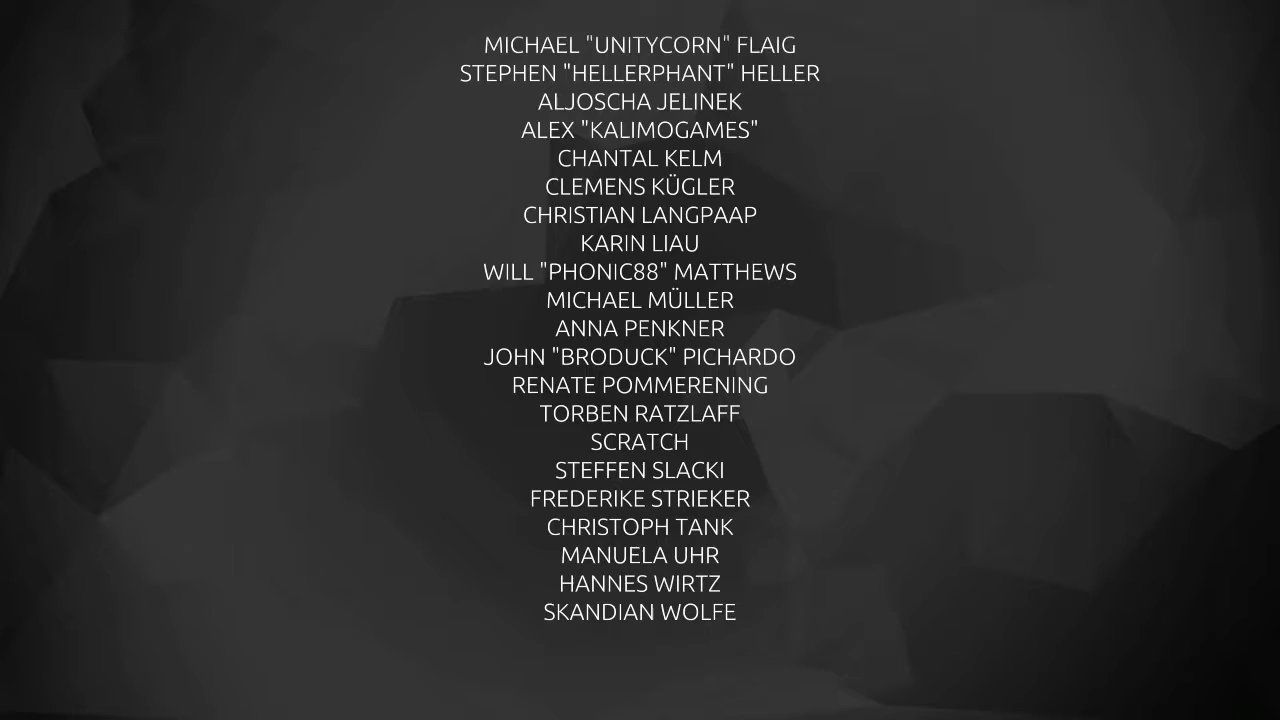 MICHAEL "UNITYCORN" FLAIG
STEPHEN "HELLERPHANT" HELLER
ALJOSCHA JELINEK
ALEX "KALIMOGAMES"
CHANTAL KELM
CLEMENS KÜGLER
CHRISTIAN LANGPAAP
KARIN LIAU
WILL "PHONIC88" MATTHEWS
MICHAEL MÜLLER
ANNA PENKNER
JOHN "BRODUCK" PICHARDO
RENATE POMMERENING
TORBEN RATZLAFF
SCRATCH
STEFFEN SLACKI
FREDERIKE STRIEKER
CHRISTOPH TANK
MANUELA UHR
HANNES WIRTZ
SKANDIAN WOLFE